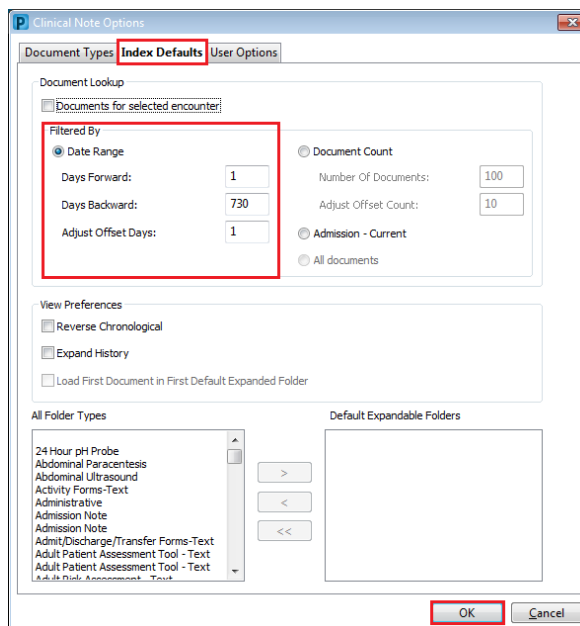 P Clinical Note Options
Document Types Index Defaults User Options
Document Lookup
Documents for selected encounter
Filtered By
Date Range
Document Count
Days Forward: 1
Number Of Documents: 100
Days Backward: 730
Adjust Offset Count: 10
Adjust Offset Days: 1
Admission - Current
All documents
View Preferences
Reverse Chronological
Expand History
Load First Document in First Default Expanded Folder
All Folder Types
Default Expandable Folders
24 Hour pH Probe
Abdominal Paracentesis
Abdominal Ultrasound
Activity Forms-Text
Administrative
Admission Note
Admission Note
Admit/Discharge/Transfer Forms-Text
Adult Patient Assessment Tool - Text
Adult Patient Assessment Tool - Text
Adult Risk Assessment - Text
>
<
<<
OK Cancel